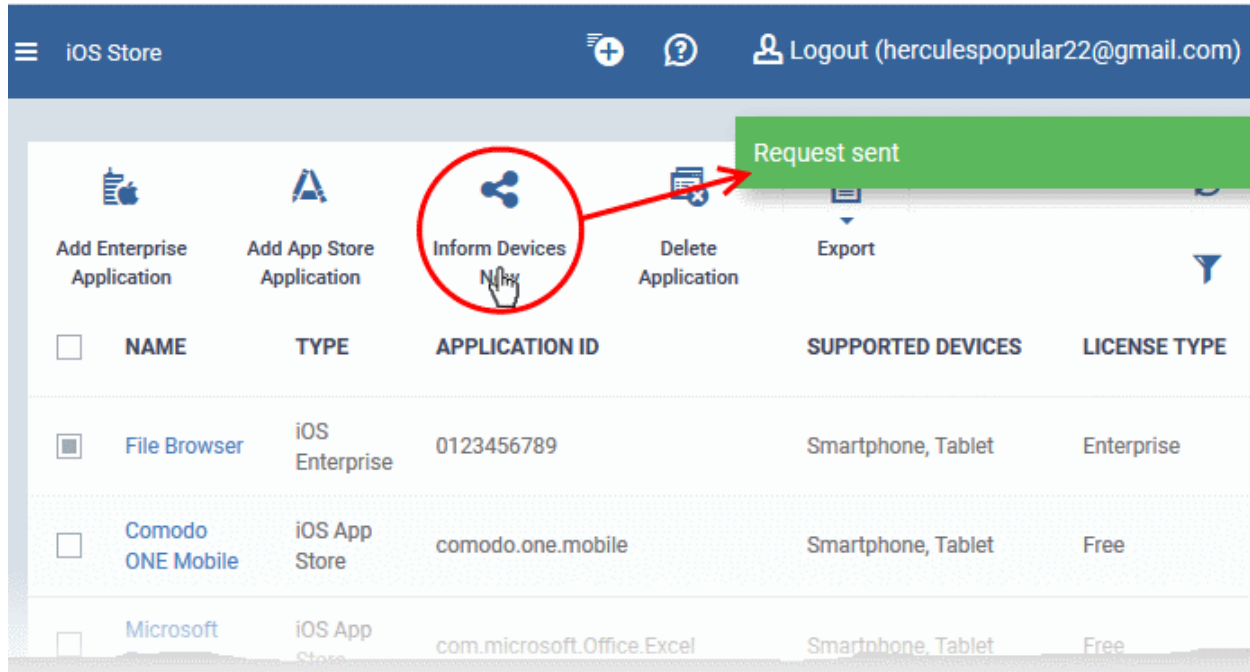 iOS Store
Logout (herculespopular22@gmail.com)
Request sent
Add Enterprise
Application
Add App Store
Application
Inform Devices
Now
Delete
Application
Export
NAME TYPE APPLICATION ID SUPPORTED DEVICES LICENSE TYPE
File Browser iOS Enterprise 0123456789 Smartphone, Tablet Enterprise
Comodo ONE Mobile iOS App Store comodo.one.mobile Smartphone, Tablet Free
Microsoft iOS App Store com.microsoft.Office.Excel Smartphone, Tablet Free